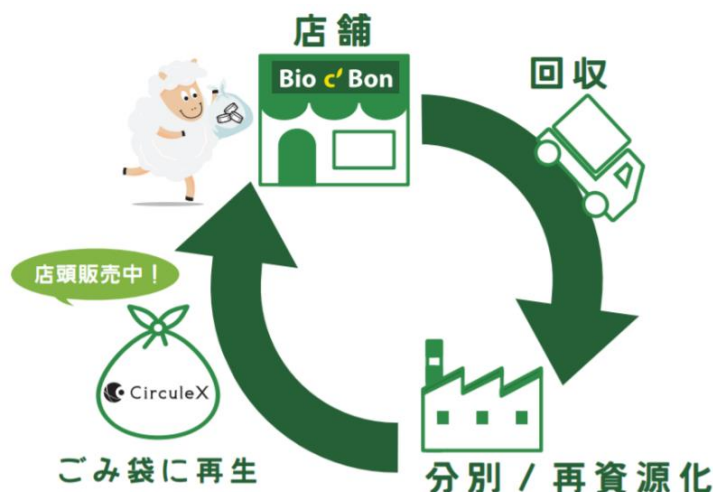 店舗
Bio c' Bon
回収
店頭販売中！
CirculeX
ごみ袋に再生
分別 / 再資源化